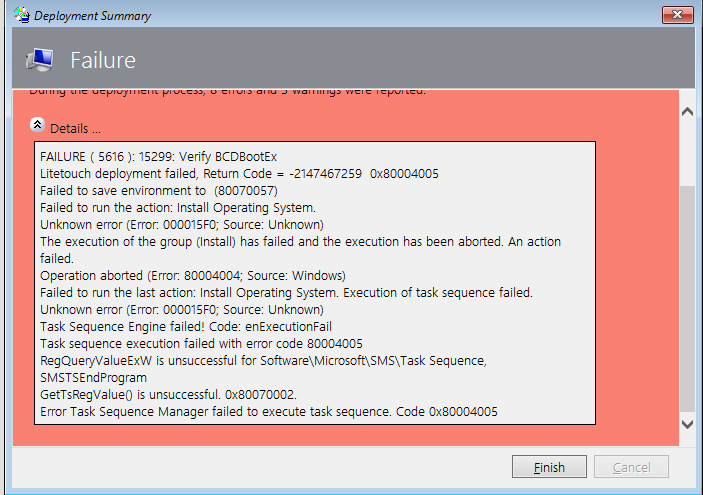 Deployment Summary
Failure
During the deployment process, 8 errors and 3 warnings were reported.
Details ...
FAILURE ( 5616 ): 15299: Verify BCDBootEx
Litetouch deployment failed, Return Code = -2147467259  0x80004005
Failed to save environment to  (80070057)
Failed to run the action: Install Operating System.
Unknown error (Error: 000015F0; Source: Unknown)
The execution of the group (Install) has failed and the execution has been aborted. An action
failed.
Operation aborted (Error: 80004004; Source: Windows)
Failed to run the last action: Install Operating System. Execution of task sequence failed.
Unknown error (Error: 000015F0; Source: Unknown)
Task Sequence Engine failed! Code: enExecutionFail
Task sequence execution failed with error code 80004005
RegQueryValueExW is unsuccessful for Software\Microsoft\SMS\Task Sequence,
SMSTSEndProgram
GetTsRegValue() is unsuccessful. 0x80070002.
Error Task Sequence Manager failed to execute task sequence. Code 0x80004005
Finish
Cancel